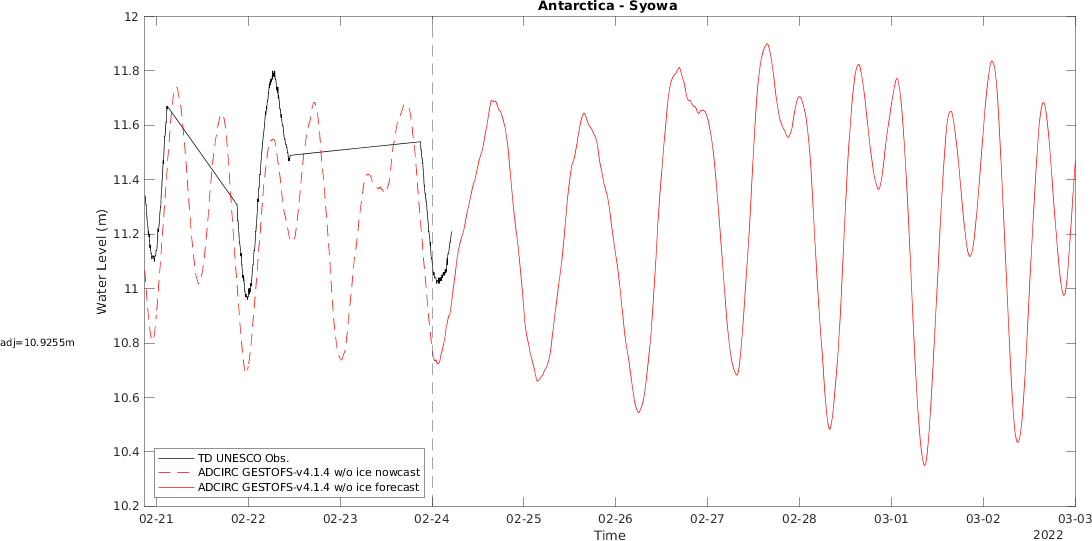 Antarctica - Syowa
12
11.8
11.6
11.4
11.2
11
10.8
10.6
10.4
10.2
Water Level (m)
adj=10.9255m
TD UNESCO Obs.
ADCIRC GESTOFS-v4.1.4 w/o ice nowcast
ADCIRC GESTOFS-v4.1.4 w/o ice forecast
02-21 02-22 02-23 02-24 02-25 02-26 02-27 02-28 03-01 03-02 03-03
Time
2022